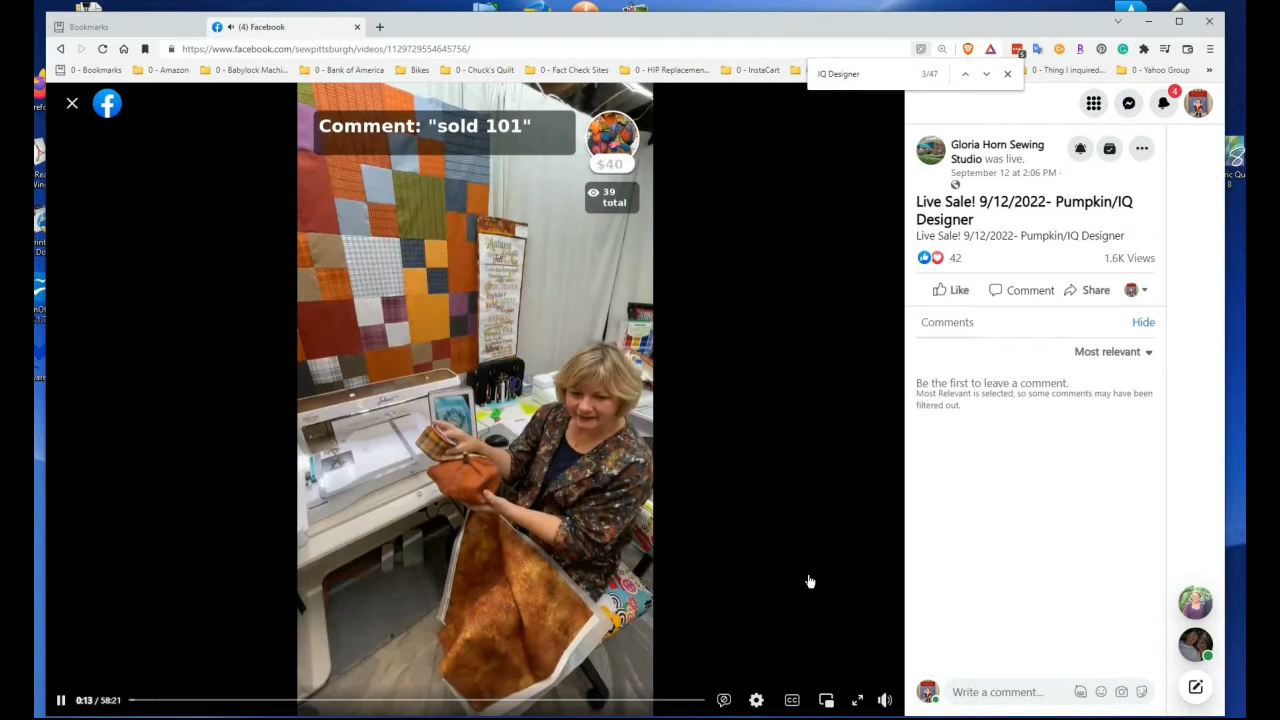 Bookmarks
(4) Facebook
https://www.facebook.com/sewpittsburgh/videos/1129729554645756/
0 - Bookmarks
0 - Amazon
0 - Babylock Machi...
0 - Bank of America
Bikes
0 - Chuck's Quilt
0 - Fact Check Sites
0 - HIP Replacemen...
0 - InstaCart
0 - Thing I inquired...
0 - Yahoo Group
IQ Designer
3/47
Comment: "sold 101"
$40
39
total
4
Gloria Horn Sewing
Studio was live.
September 12 at 2:06 PM ·
Live Sale! 9/12/2022- Pumpkin/IQ
Designer
Live Sale! 9/12/2022- Pumpkin/IQ Designer
42
1.6K Views
Like
Comment
Share
Comments
Hide
Most relevant
Be the first to leave a comment.
Most Relevant is selected, so some comments may have been
filtered out.
Autumn
0:13 / 58:21
CC
Write a comment...